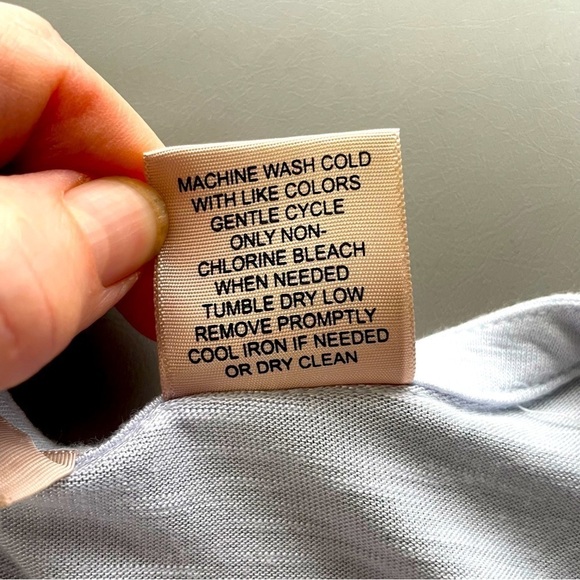 MACHINE WASH COLD
WITH LIKE COLORS
GENTLE CYCLE
ONLY NON-
CHLORINE BLEACH
WHEN NEEDED
TUMBLE DRY LOW
REMOVE PROMPTLY
COOL IRON IF NEEDED
OR DRY CLEAN